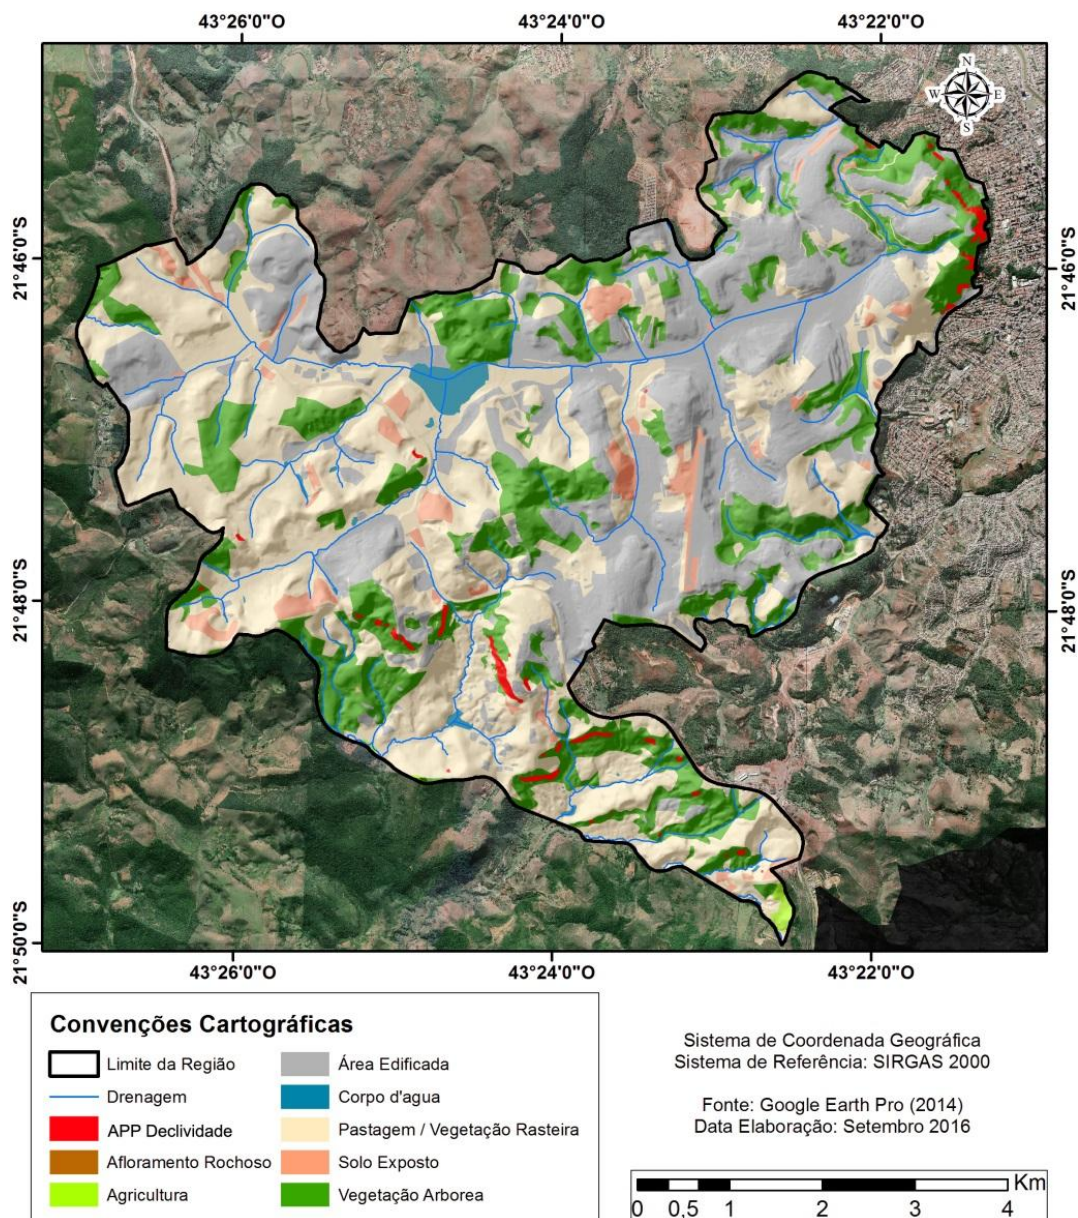 43°26'0"O 43°24'0"O 43°22'0"O
N
W E
S
21°46'0"S 21°46'0"S
21°48'0"S 21°48'0"S
21°50'0"S
43°26'0"O 43°24'0"O 43°22'0"O
Convenções Cartográficas
Limite da Região
Drenagem
APP Declividade
Afloramento Rochoso
Agricultura
Área Edificada
Corpo d'agua
Pastagem / Vegetação Rasteira
Solo Exposto
Vegetação Arborea
Sistema de Coordenada Geográfica
Sistema de Referência: SIRGAS 2000
Fonte: Google Earth Pro (2014)
Data Elaboração: Setembro 2016
Km
0 0,5 1 2 3 4